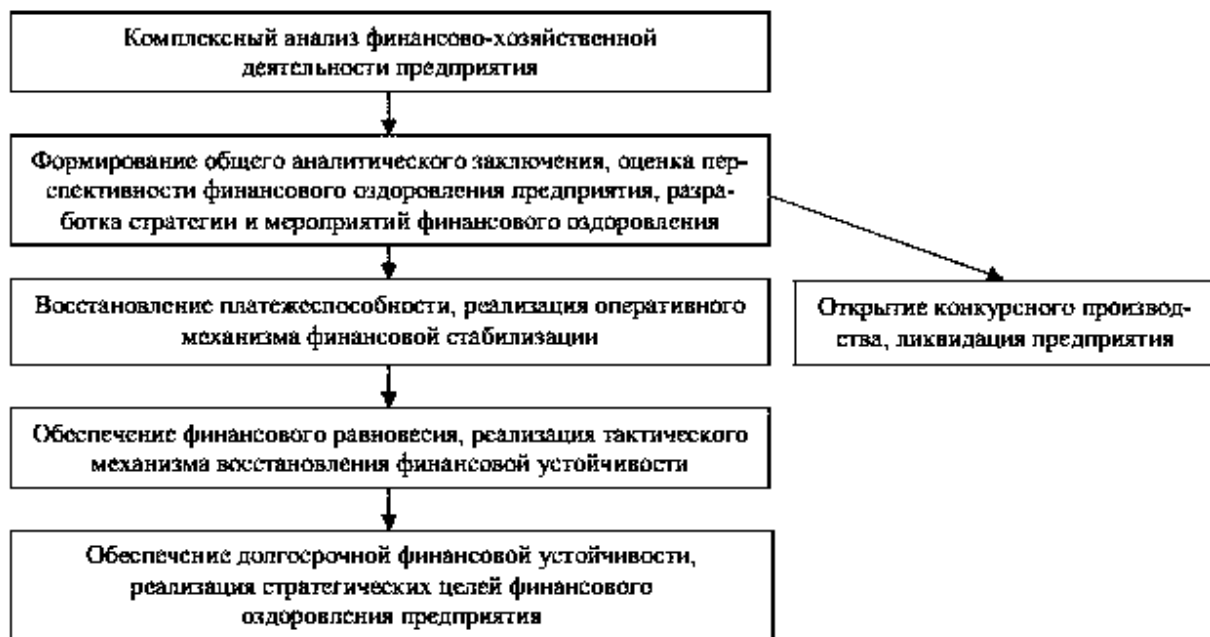 Комплексный анализ финансово-хозяйственной
деятельности предприятия
Формирование общего аналитического заключения, оценка пер-
спективности финансового оздоровления предприятия, разра-
ботка стратегии и мероприятий финансового оздоровления
Восстановление платежеспособности, реализация оперативного
механизма финансовой стабилизации
Открытие конкурсного производ-
ства, ликвидация предприятия
Обеспечение финансового равновесия, реализация тактического
механизма восстановления финансовой устойчивости
Обеспечение долгосрочной финансовой устойчивости,
реализация стратегических целей финансового
оздоровления предприятия